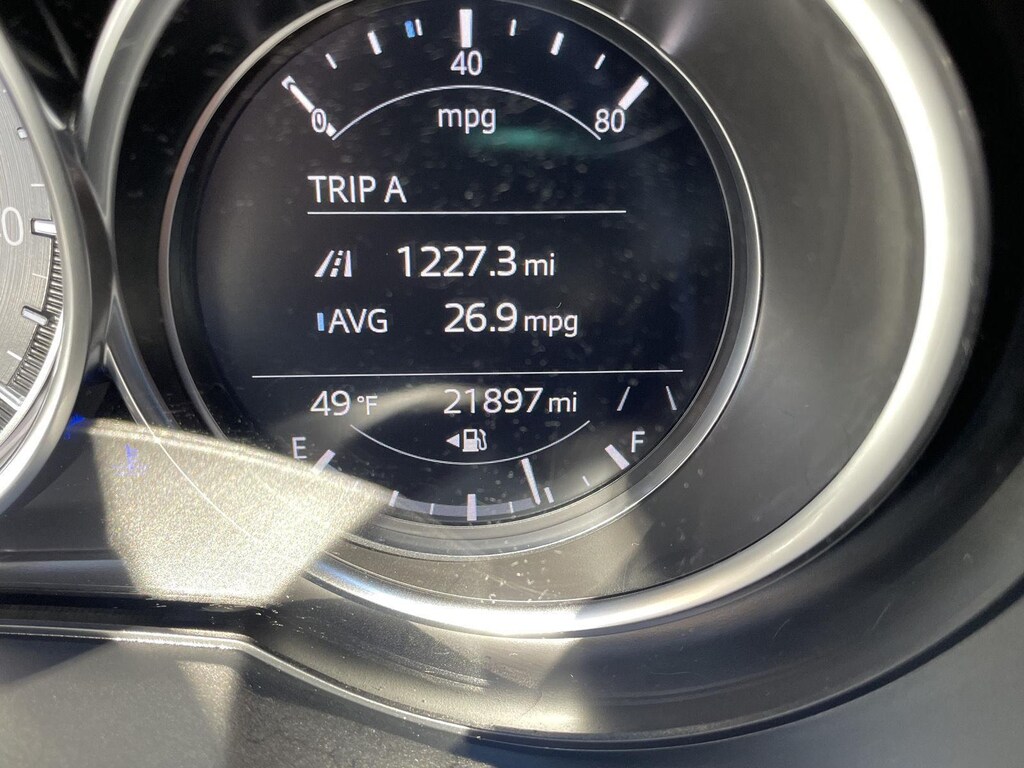 40
0
80
mpg
TRIP A
1227.3 mi
AVG 26.9 mpg
49 °F 21897 mi
E
F